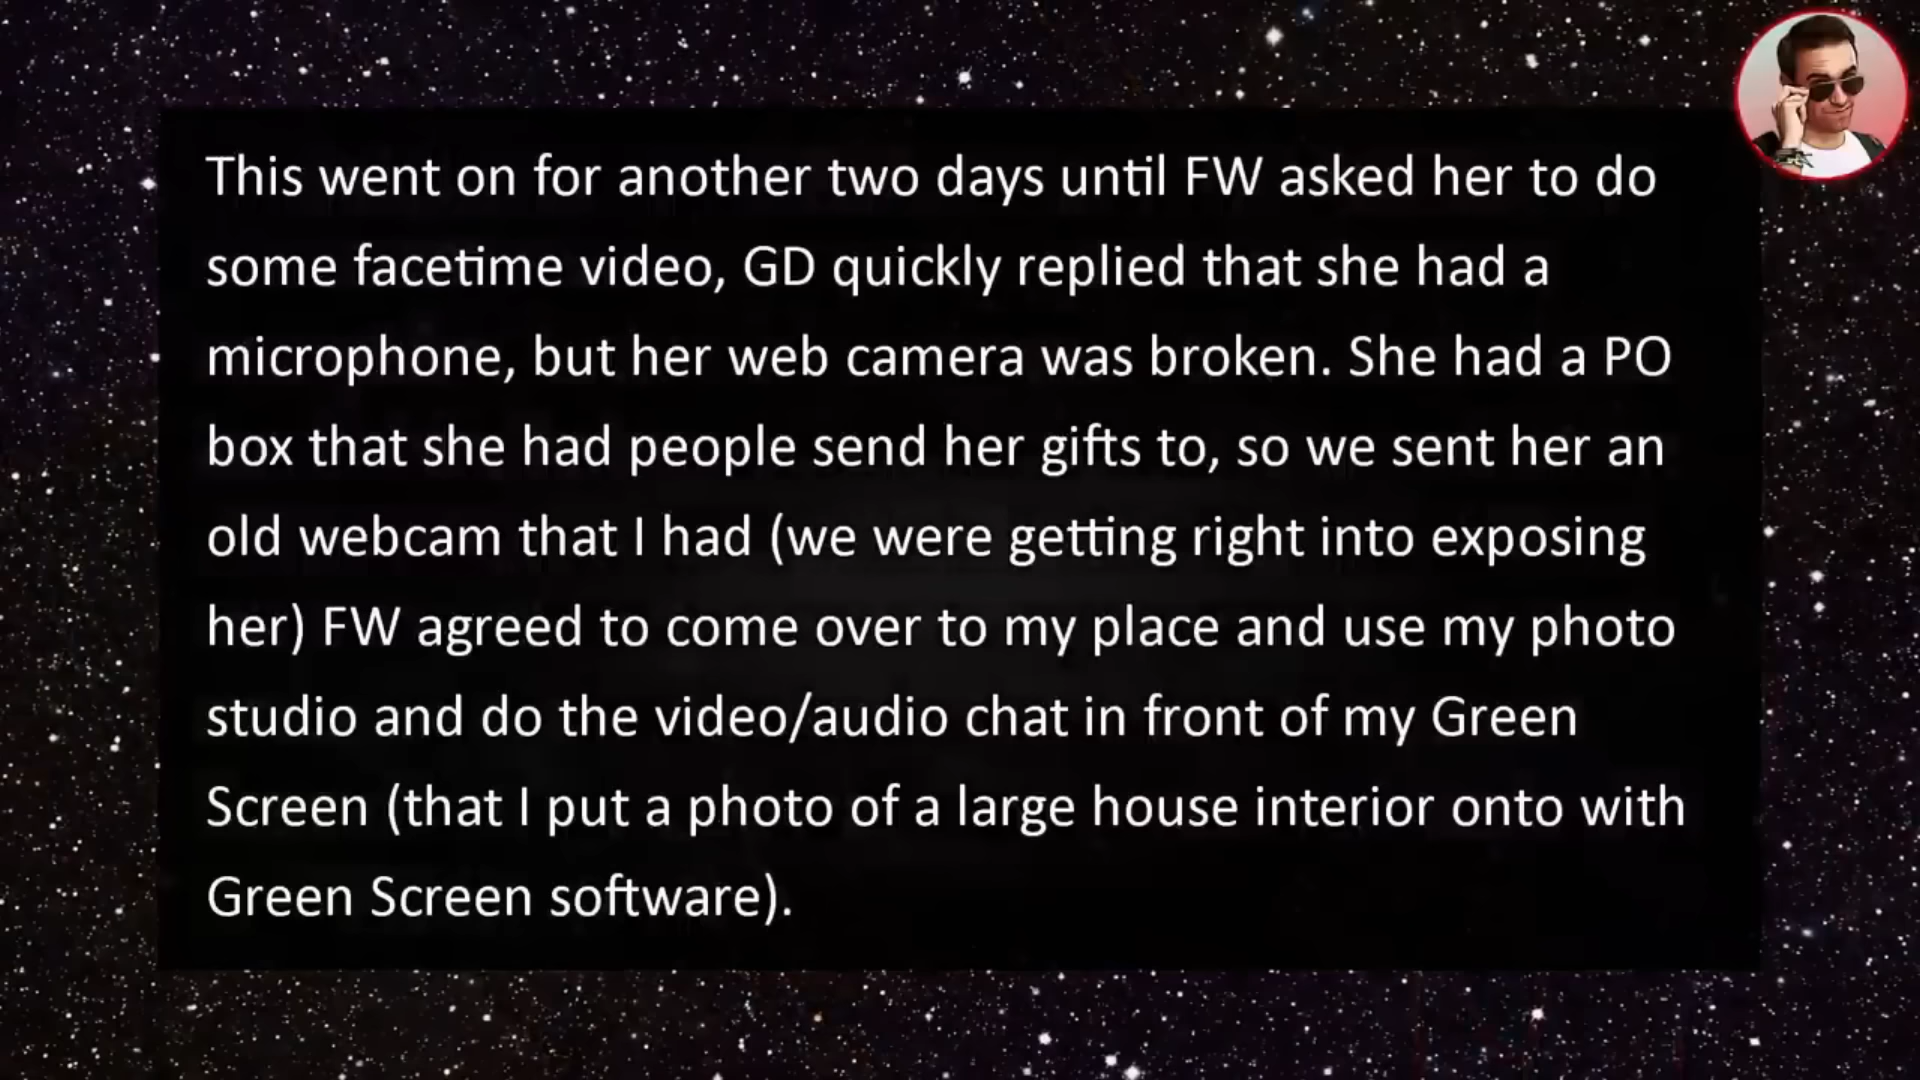 This went on for another two days until FW asked her to do
some facetime video, GD quickly replied that she had a
microphone, but her web camera was broken. She had a PO
box that she had people send her gifts to, so we sent her an
old webcam that I had (we were getting right into exposing
her) FW agreed to come over to my place and use my photo
studio and do the video/audio chat in front of my Green
Screen (that I put a photo of a large house interior onto with
Green Screen software).